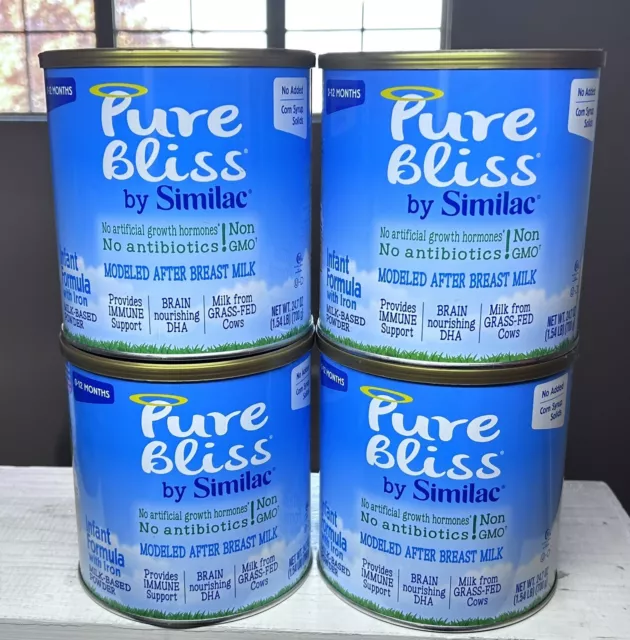 0-12 MONTHS
No Added
Corn Syrup
Solids
Pure
Bliss
by Similac®
No artificial growth hormones†
No antibiotics
! Non
GMO†
MODELED AFTER BREAST MILK
Infant
Formula
with Iron
MILK-BASED
POWDER
Provides
IMMUNE
Support
BRAIN
nourishing
DHA
Milk from
GRASS-FED
Cows
NET WT. 24.7 OZ
(1.54 LB) (700 g)
0-12 MONTHS
No Added
Corn Syrup
Solids
Pure
Bliss
by Similac®
No artificial growth hormones†
No antibiotics
! Non
GMO†
MODELED AFTER BREAST MILK
Infant
Formula
with Iron
MILK-BASED
POWDER
Provides
IMMUNE
Support
BRAIN
nourishing
DHA
Milk from
GRASS-FED
Cows
NET WT. 24.7 OZ
(1.54 LB) (700 g)
0-12 MONTHS
Pure
Bliss
by Similac®
No artificial growth hormones†
No antibiotics
! Non
GMO†
MODELED AFTER BREAST MILK
Infant
Formula
with Iron
MILK-BASED
POWDER
Provides
IMMUNE
Support
BRAIN
nourishing
DHA
Milk from
GRASS-FED
Cows
NET WT.
(1.54 LB)
12 MONTHS
No Added
Corn Syrup
Solids
Pure
Bliss
by Similac®
No artificial growth hormones†
No antibiotics
! Non
GMO†
MODELED AFTER BREAST MILK
Infant
Formula
with Iron
MILK-BASED
POWDER
Provides
IMMUNE
Support
BRAIN
nourishing
DHA
Milk from
GRASS-FED
Cows
NET WT. 24.7 OZ
(1.54 LB) (700 g)